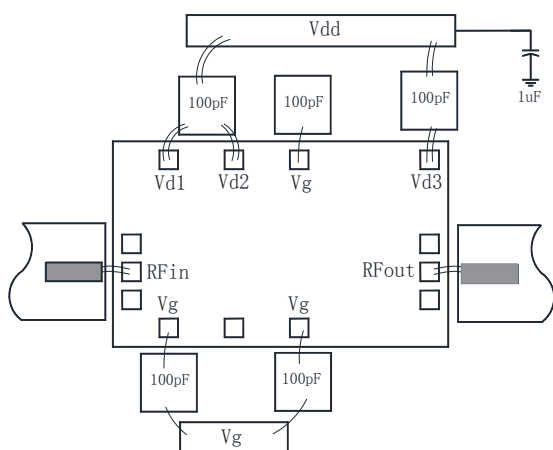 Vdd
1uF
100pF
100pF
100pF
Vd1
Vd2
Vg
Vd3
RFin
RFout
Vg
Vg
100pF
100pF
Vg